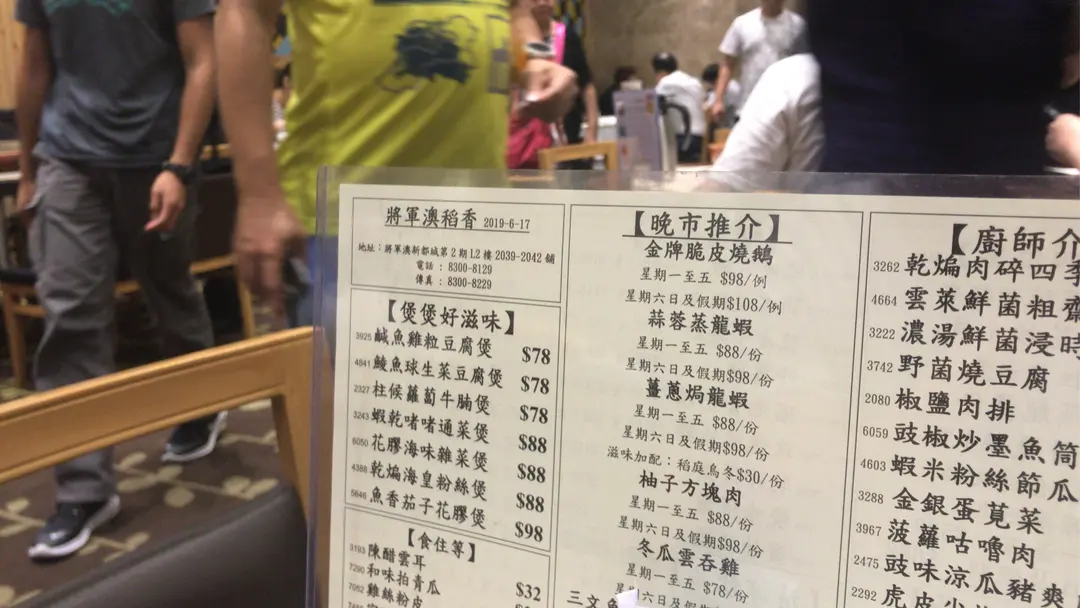 將軍澳稻香 2019-6-17
地址：將軍澳新都城第2期L2樓2039-2042舖
電話：8300-8129
傳真：8300-8229
【煲煲好滋味】
3925 鹹魚雞粒豆腐煲 $78
4841 鯪魚球生菜豆腐煲 $78
2327 柱侯蘿蔔牛腩煲 $78
3243 蝦乾啫啫通菜煲 $88
6050 花膠海味雜菜煲 $88
4388 乾煸海皇粉絲煲 $88
5646 魚香茄子花膠煲 $98
【食住等】
3193 陳醋雲耳
7290 和味拍青瓜 $32
7052 雞絲粉皮
【晚市推介】
金牌脆皮燒鵝
星期一至五 $98/例
星期六日及假期$108/例
蒜蓉蒸龍蝦
星期一至五 $88/份
星期六日及假期$98/份
薑蔥焗龍蝦
星期一至五 $88/份
星期六日及假期$98/份
滋味加配：稻庭烏冬$30/份
柚子方塊肉
星期一至五 $88/份
星期六日及假期$98/份
冬瓜雲吞雞
星期一至五 $78/份
三文魚
【廚師介
3262 乾煸肉碎四季
4664 雲萊鮮菌粗齋
3222 濃湯鮮菌浸時
3742 野菌燒豆腐
2080 椒鹽肉排
6059 豉椒炒墨魚筒
4603 蝦米粉絲節瓜
3288 金銀蛋莧菜
3967 菠蘿咕嚕肉
2475 豉味涼瓜豬爽
2292 虎皮